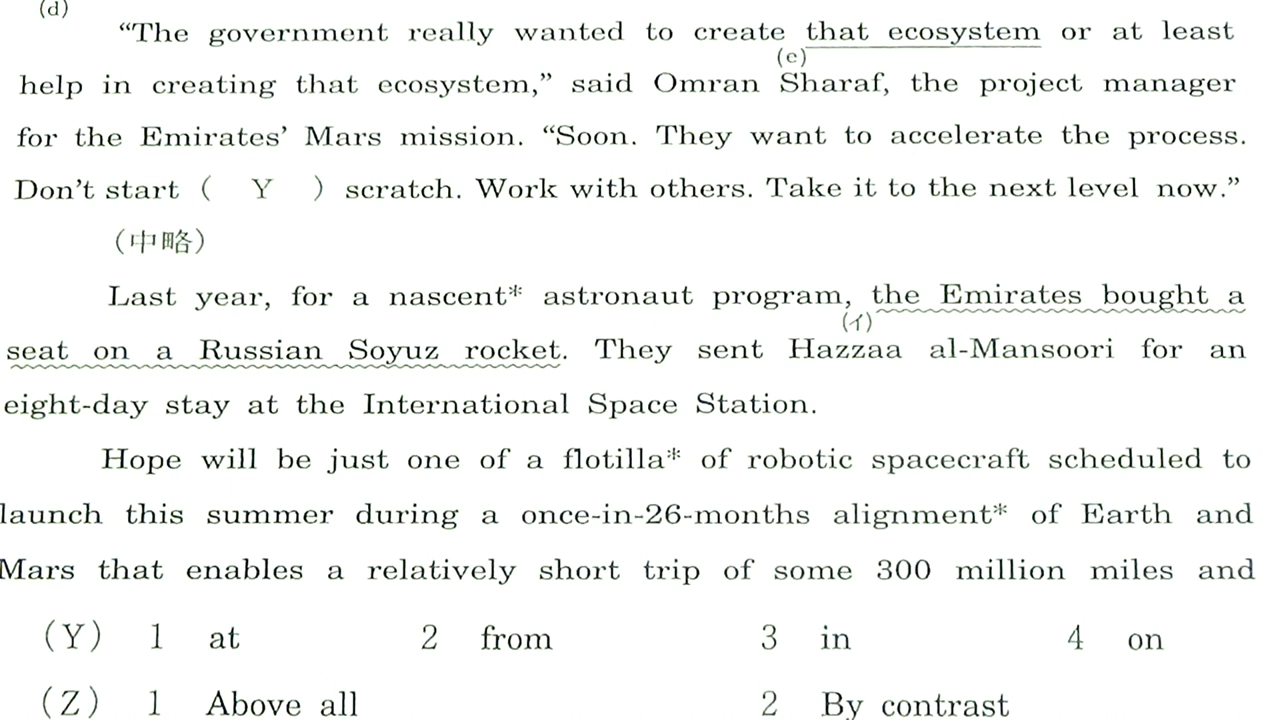 (d)
“The government really wanted to create that ecosystem or at least
(e)
help in creating that ecosystem,” said Omran Sharaf, the project manager
for the Emirates’ Mars mission. “Soon. They want to accelerate the process.
Don’t start ( Y ) scratch. Work with others. Take it to the next level now.”
(中略)
Last year, for a nascent* astronaut program, the Emirates bought a
(イ)
seat on a Russian Soyuz rocket. They sent Hazzaa al-Mansoori for an
eight-day stay at the International Space Station.
Hope will be just one of a flotilla* of robotic spacecraft scheduled to
launch this summer during a once-in-26-months alignment* of Earth and
Mars that enables a relatively short trip of some 300 million miles and
(Y) 1 at 2 from 3 in 4 on
(Z) 1 Above all 2 By contrast